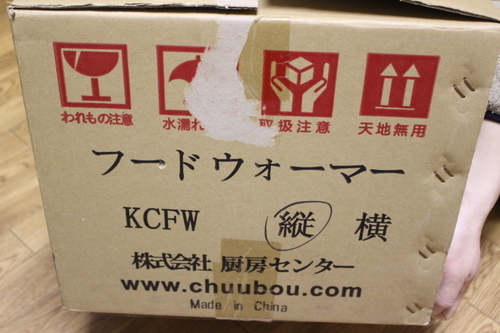 われもの注意 水濡れ 取扱注意 天地無用
フードウォーマー
KCFW 縦 横
株式会社 厨房センター
www.chuubou.com
Made in China